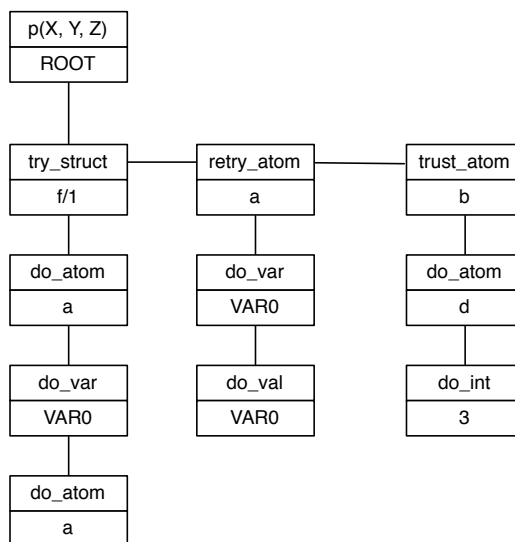 p(X, Y, Z)
ROOT
try_struct
f/1
retry_atom
a
trust_atom
b
do_atom
a
do_var
VAR0
do_atom
d
do_var
VAR0
do_val
VAR0
do_int
3
do_atom
a